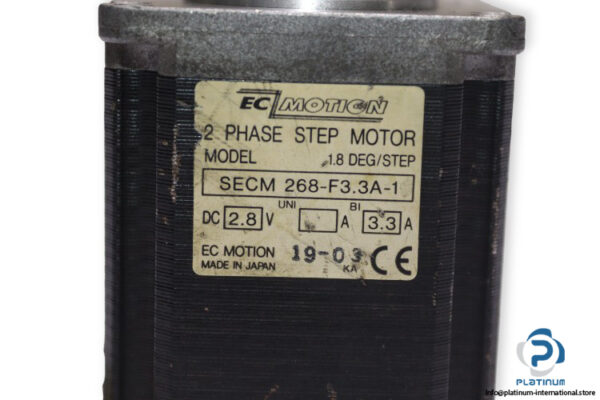 EC MOTION
2 PHASE STEP MOTOR
MODEL 1.8 DEG/STEP
SECM 268-F3.3A-1
UNI BI
DC 2.8 V A 3.3 A
EC MOTION 19-03 CE
MADE IN JAPAN KA
P
PLATINUM
info@platinum-international.store